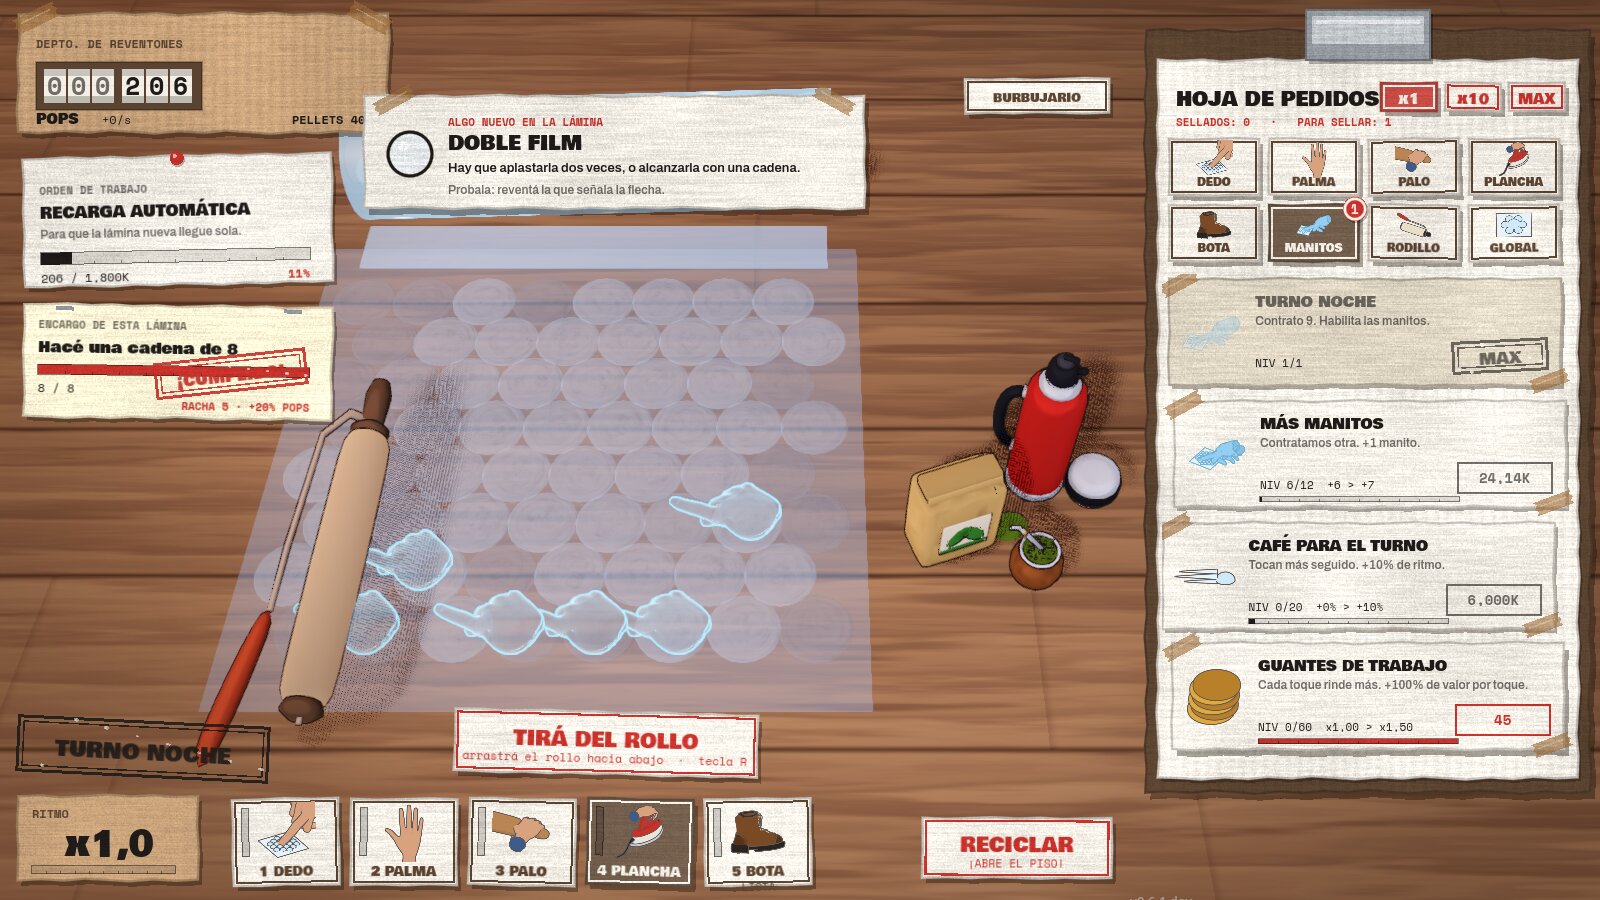 DEPTO. DE REVENTONES
000206
POPS +0/s PELLETS 40
ORDEN DE TRABAJO
RECARGA AUTOMÁTICA
Para que la lámina nueva llegue sola.
206 / 1.800K 11%
ENCARGO DE ESTA LÁMINA
Hacé una cadena de 8
8 / 8
RACHA 5 · +20% POPS
ALGO NUEVO EN LA LÁMINA
DOBLE FILM
Hay que aplastarla dos veces, o alcanzarla con una cadena.
Probala: reventá la que señala la flecha.
BURBUJARIO
HOJA DE PEDIDOS x1 x10 MAX
SELLADOS: 0 · PARA SELLAR: 1
DEDO PALMA PALO PLANCHA
1
BOTA MANITOS RODILLO GLOBAL
TURNO NOCHE
Contrato 9. Habilita las manitos.
NIV 1/1
MAX
MÁS MANITOS
Contratamos otra. +1 manito.
NIV 6/12 +6 > +7
24,14K
CAFÉ PARA EL TURNO
Tocan más seguido. +10% de ritmo.
NIV 0/20 +0% > +10%
6,000K
GUANTES DE TRABAJO
Cada toque rinde más. +100% de valor por toque.
NIV 0/60 x1,00 > x1,50
45
TURNO NOCHE
TIRÁ DEL ROLLO
arrastrá el rollo hacia abajo · tecla R
RITMO
x1,0
1 DEDO
2 PALMA
3 PALO
4 PLANCHA
5 BOTA
RECICLAR
¡ABRE EL PISO!